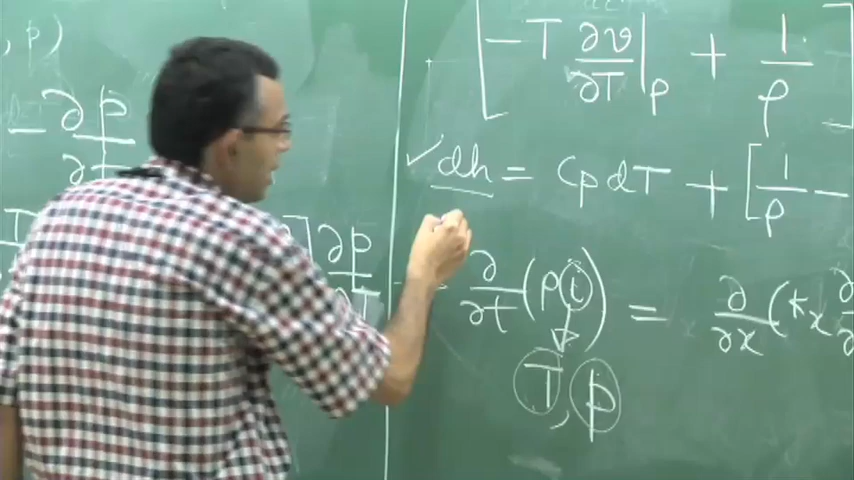 , p)
∂p
∂
[ - T ∂v/∂T |p + 1/ρ ]
✓ dh = Cp dT + [ 1/ρ -
] ∂p
∂/∂t (ρ i) = ∂/∂x (kx ∂
T, p